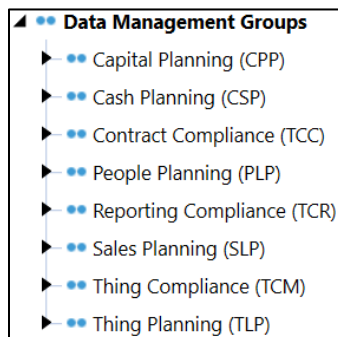 Data Management Groups
Capital Planning (CPP)
Cash Planning (CSP)
Contract Compliance (TCC)
People Planning (PLP)
Reporting Compliance (TCR)
Sales Planning (SLP)
Thing Compliance (TCM)
Thing Planning (TLP)